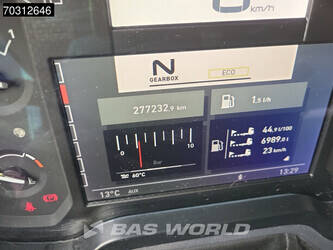 70312646
km/h
N
GEARBOX
ECO
277232.9 km
1.5 l/h
44.9 l/100
6989.0 l
23 km/h
0 10
Bar
60°C
13:29
13°C AUX
BAS WORLD